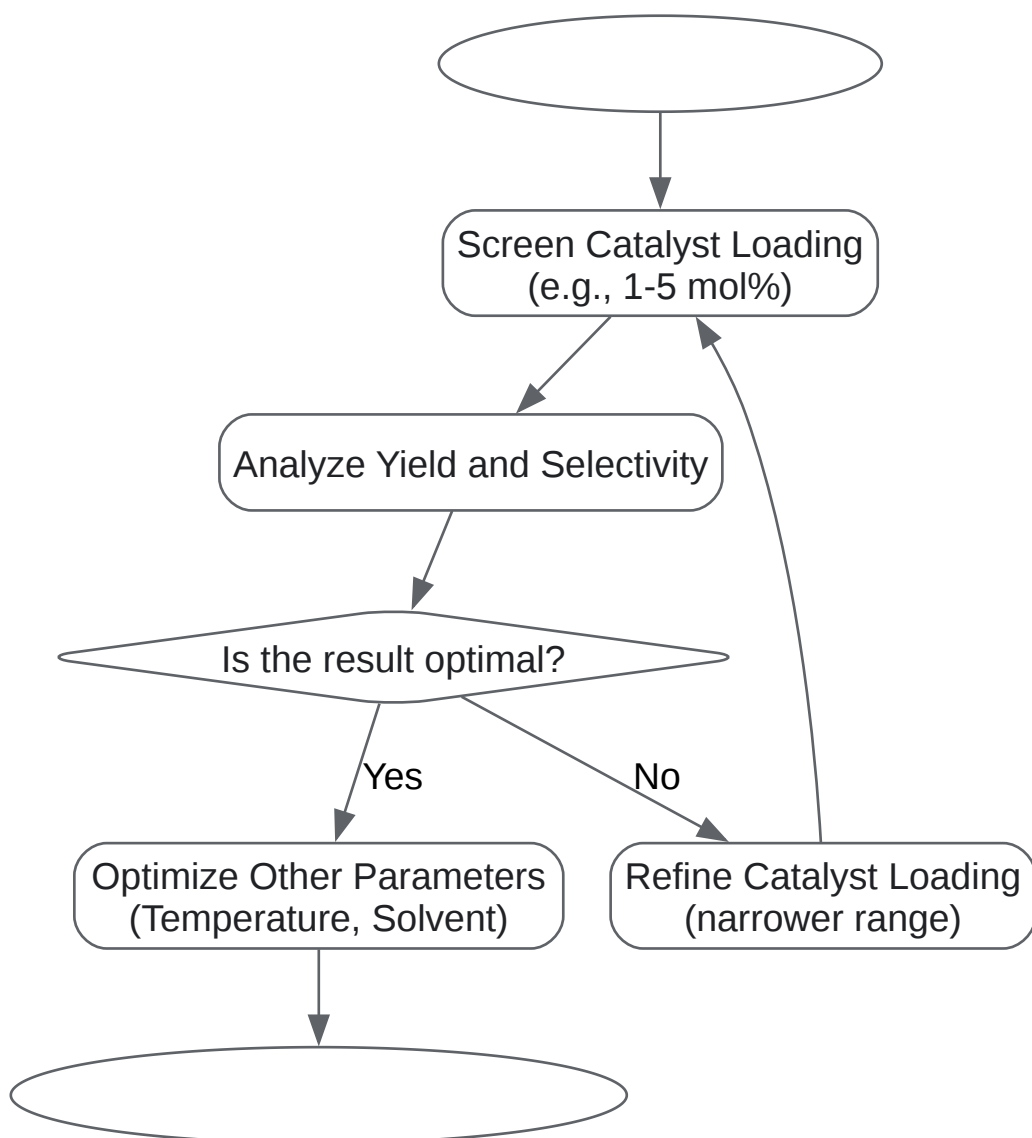 Screen Catalyst Loading
(e.g., 1-5 mol%)
Analyze Yield and Selectivity
Is the result optimal?
Yes
No
Optimize Other Parameters
(Temperature, Solvent)
Refine Catalyst Loading
(narrower range)